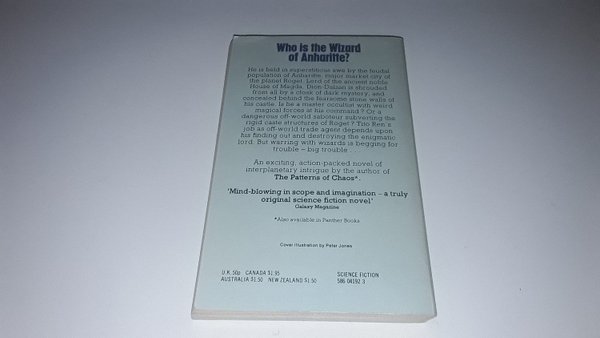 Who is the Wizard
of Anharitte?
He is held in superstitious awe by the feudal
population of Anharitte, major market city of
the planet Roget. Lord of the ancient noble
House of Magda, Dion-Daizan is shrouded
from all by a cloak of dark mystery, and
concealed behind the fearsome stone walls of
his castle. Is he a master occultist with weird
magical forces at his command? Or a
dangerous off-world saboteur subverting the
rigid caste structures of Roget? Tito Ren's
job as off-world trade agent depends upon
his finding out and destroying the enigmatic
lord. But warring with wizards is begging for
trouble – big trouble . . .
An exciting, action-packed novel of
interplanetary intrigue by the author of
The Patterns of Chaos*.
'Mind-blowing in scope and imagination – a truly
original science fiction novel'
Galaxy Magazine
*Also available in Panther Books
Cover illustration by Peter Jones
U.K. 50p CANADA $1.95
AUSTRALIA $1.50 NEW ZEALAND $1.50
SCIENCE FICTION
586 04192 3